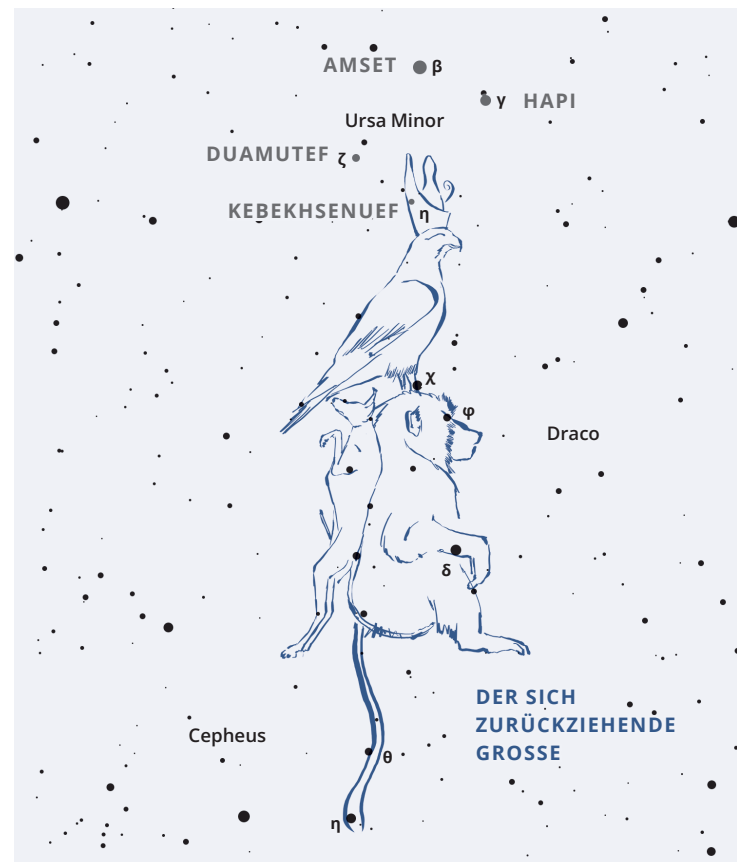 AMSET β
γ HAPI
Ursa Minor
DUAMUTEF ζ
KEBEKHSENUEF η
χ
φ
Draco
δ
DER SICH
ZURÜCKZIEHENDE
GROSSE
Cepheus
θ
η